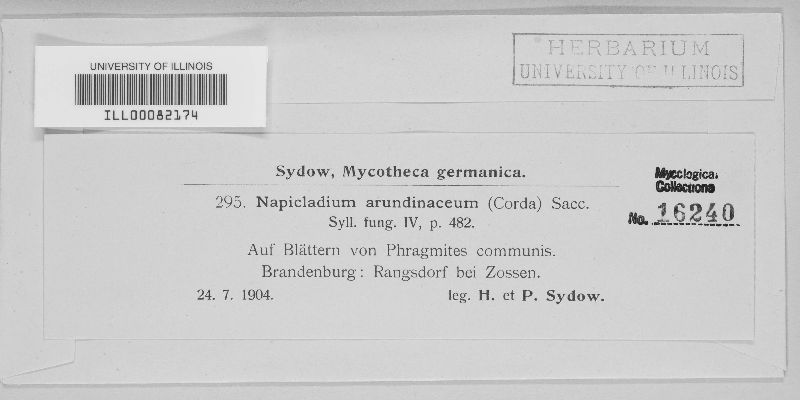 HERBARIUM
UNIVERSITY OF ILLINOIS
UNIVERSITY OF ILLINOIS
ILL00082174
Sydow, Mycotheca germanica.
295. Napicladium arundinaceum (Corda) Sacc.
Syll. fung. IV, p. 482.
Auf Blättern von Phragmites communis.
Brandenburg: Rangsdorf bei Zossen.
24. 7. 1904. leg. H. et P. Sydow.
Mycological
Collections
No. 16240